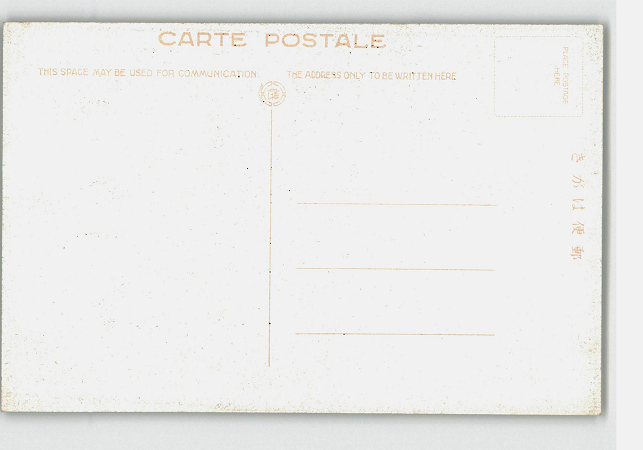 CARTE POSTALE
THIS SPACE MAY BE USED FOR COMMUNICATION
THE ADDRESS ONLY TO BE WRITTEN HERE
PLACE POSTAGE
HERE
きがは便郵